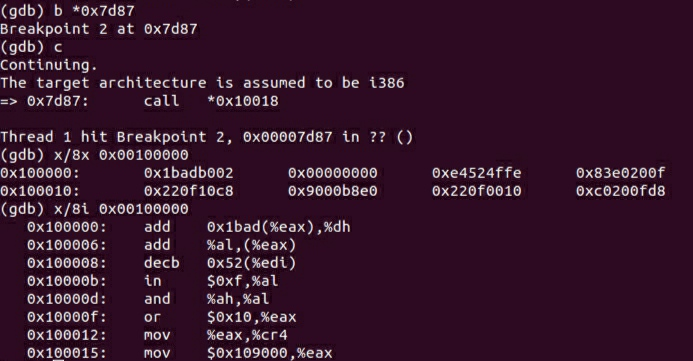 (gdb) b *0x7d87
Breakpoint 2 at 0x7d87
(gdb) c
Continuing.
The target architecture is assumed to be i386
=> 0x7d87:      call   *0x10018

Thread 1 hit Breakpoint 2, 0x00007d87 in ?? ()
(gdb) x/8x 0x00100000
0x100000:       0x1badb002      0x00000000      0xe4524ffe      0x83e0200f
0x100010:       0x220f10c8      0x9000b8e0      0x220f0010      0xc0200fd8
(gdb) x/8i 0x00100000
   0x100000:    add    0x1bad(%eax),%dh
   0x100006:    add    %al,(%eax)
   0x100008:    decb   0x52(%edi)
   0x10000b:    in     $0xf,%al
   0x10000d:    and    %ah,%al
   0x10000f:    or     $0x10,%eax
   0x100012:    mov    %eax,%cr4
   0x100015:    mov    $0x109000,%eax